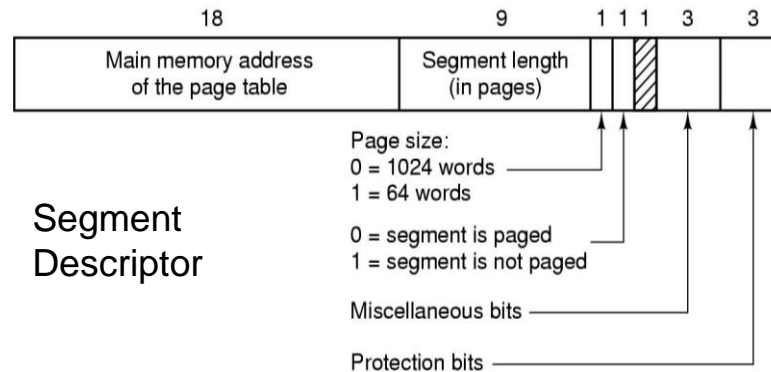 18 9 1 1 1 3 3
Main memory address
of the page table
Segment length
(in pages)
Page size:
0 = 1024 words
1 = 64 words
0 = segment is paged
1 = segment is not paged
Miscellaneous bits
Protection bits
Segment
Descriptor